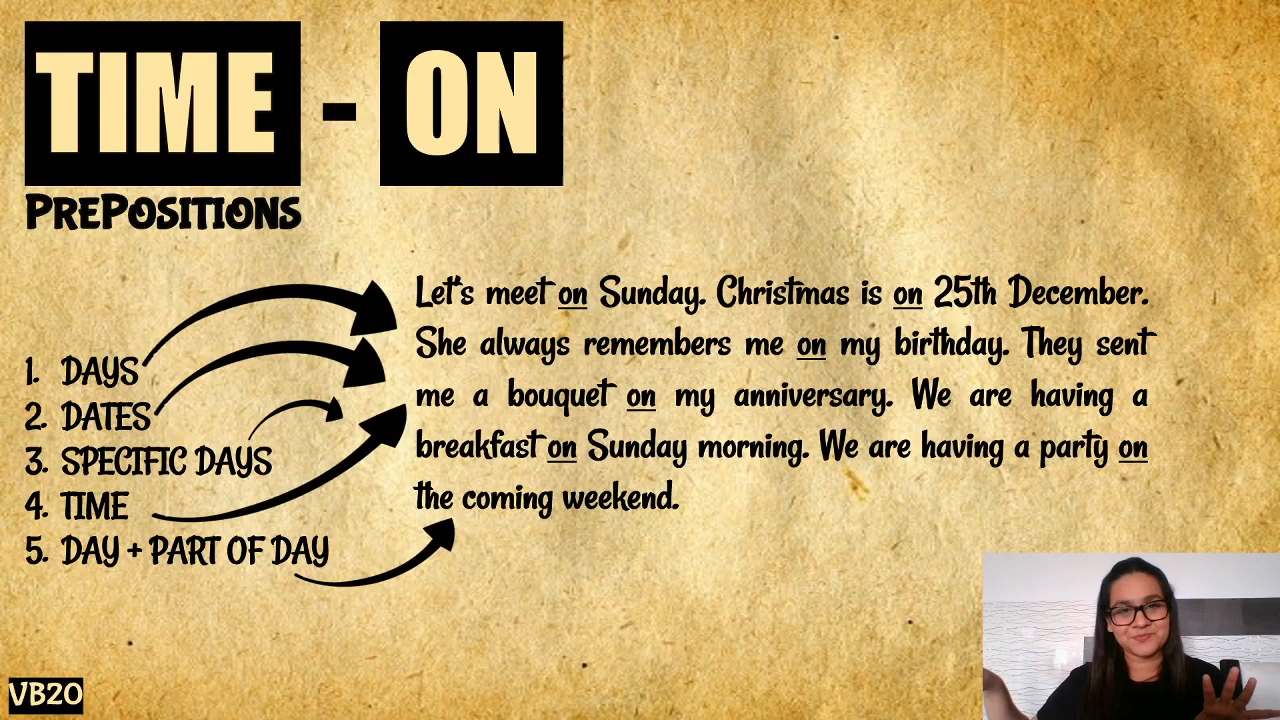 TIME - ON
PREPOSITIONS
1. DAYS
2. DATES
3. SPECIFIC DAYS
4. TIME
5. DAY + PART OF DAY
Let's meet on Sunday. Christmas is on 25th December.
She always remembers me on my birthday. They sent
me a bouquet on my anniversary. We are having a
breakfast on Sunday morning. We are having a party on
the coming weekend.
VB20